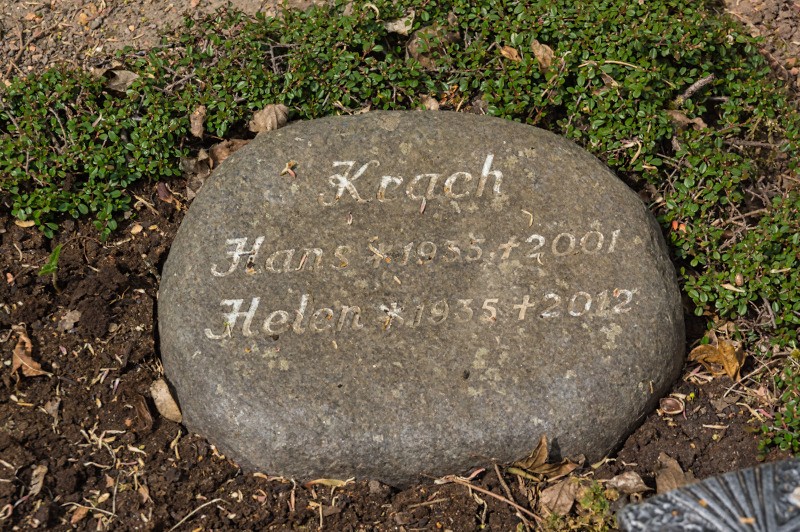 Krach
Hans * 1935 † 2001
Helen * 1935 † 2012